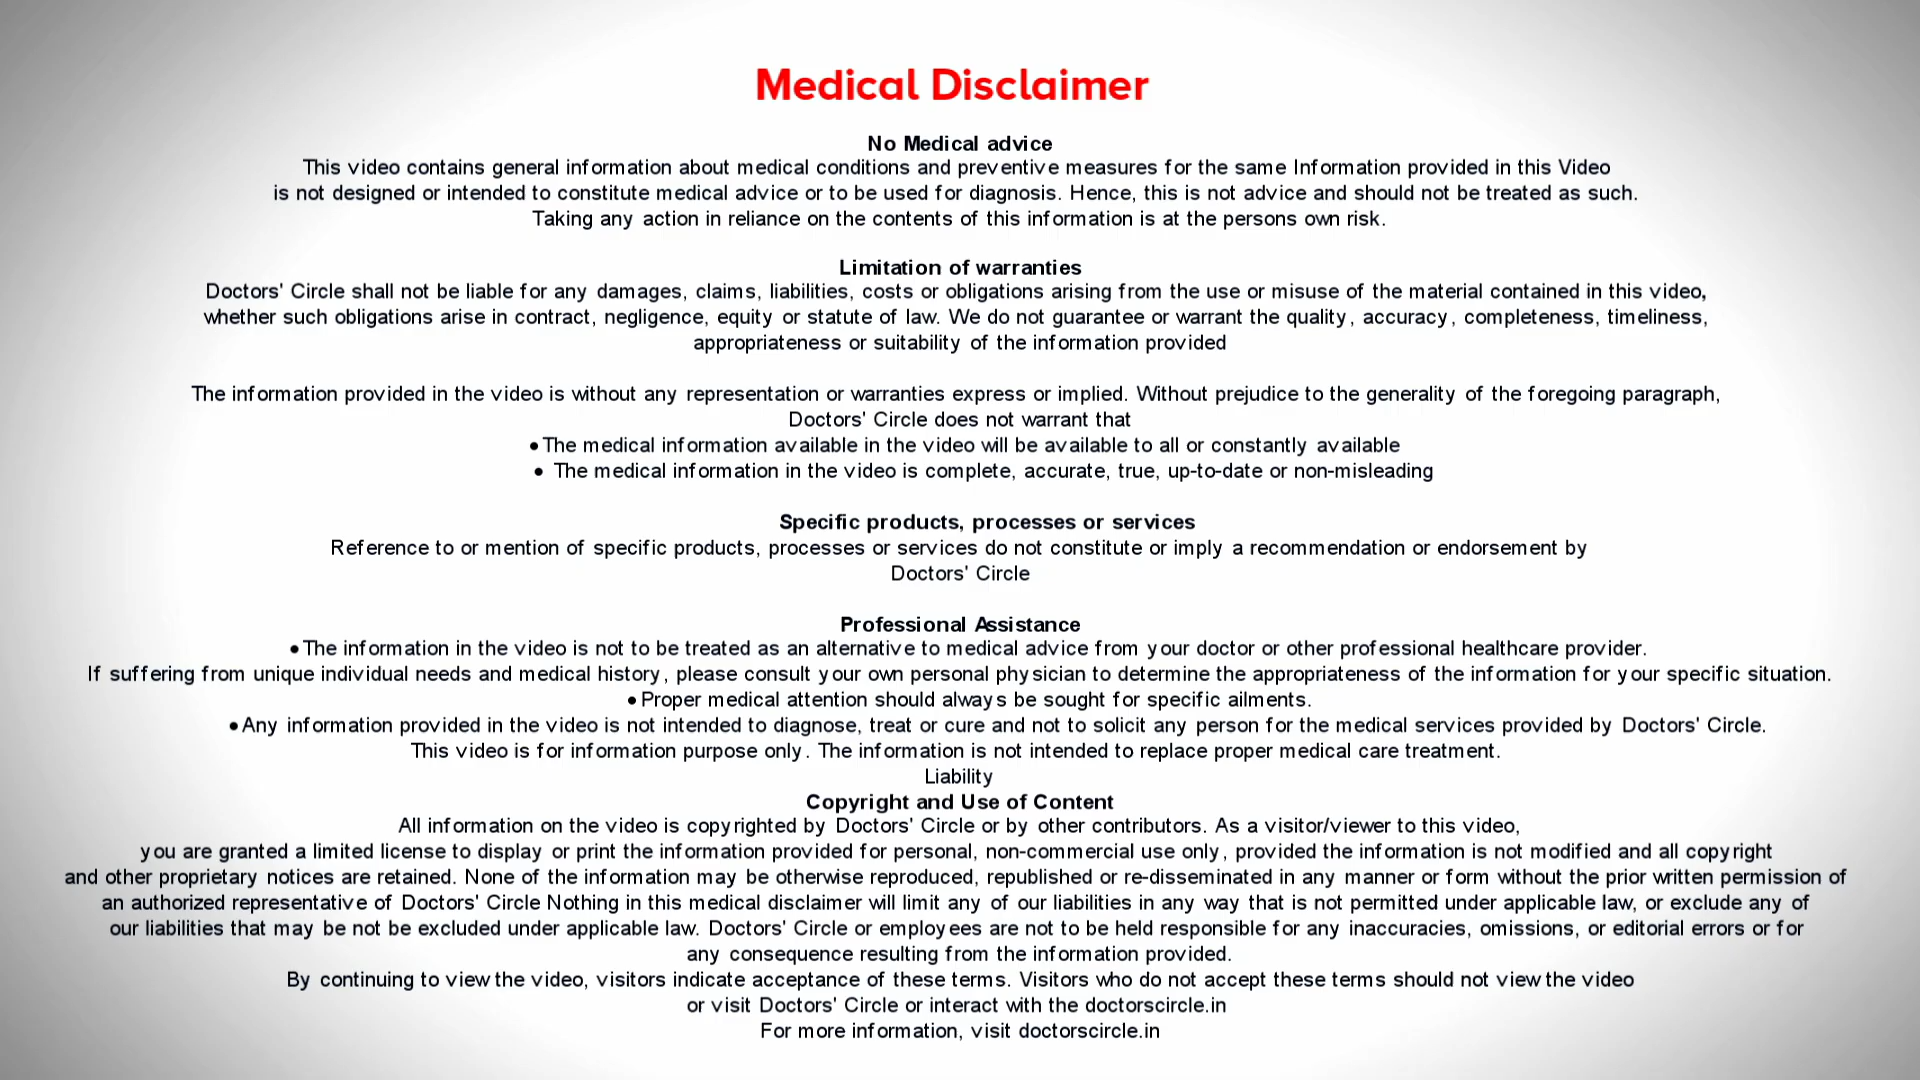 Medical Disclaimer
No Medical advice
This video contains general information about medical conditions and preventive measures for the same Information provided in this Video
is not designed or intended to constitute medical advice or to be used for diagnosis. Hence, this is not advice and should not be treated as such.
Taking any action in reliance on the contents of this information is at the persons own risk.
Limitation of warranties
Doctors' Circle shall not be liable for any damages, claims, liabilities, costs or obligations arising from the use or misuse of the material contained in this video,
whether such obligations arise in contract, negligence, equity or statute of law. We do not guarantee or warrant the quality, accuracy, completeness, timeliness,
appropriateness or suitability of the information provided
The information provided in the video is without any representation or warranties express or implied. Without prejudice to the generality of the foregoing paragraph,
Doctors' Circle does not warrant that
• The medical information available in the video will be available to all or constantly available
• The medical information in the video is complete, accurate, true, up-to-date or non-misleading
Specific products, processes or services
Reference to or mention of specific products, processes or services do not constitute or imply a recommendation or endorsement by
Doctors' Circle
Professional Assistance
• The information in the video is not to be treated as an alternative to medical advice from your doctor or other professional healthcare provider.
If suffering from unique individual needs and medical history, please consult your own personal physician to determine the appropriateness of the information for your specific situation.
• Proper medical attention should always be sought for specific ailments.
• Any information provided in the video is not intended to diagnose, treat or cure and not to solicit any person for the medical services provided by Doctors' Circle.
This video is for information purpose only. The information is not intended to replace proper medical care treatment.
Liability
Copyright and Use of Content
All information on the video is copyrighted by Doctors' Circle or by other contributors. As a visitor/viewer to this video,
you are granted a limited license to display or print the information provided for personal, non-commercial use only, provided the information is not modified and all copyright
and other proprietary notices are retained. None of the information may be otherwise reproduced, republished or re-disseminated in any manner or form without the prior written permission of
an authorized representative of Doctors' Circle Nothing in this medical disclaimer will limit any of our liabilities in any way that is not permitted under applicable law, or exclude any of
our liabilities that may be not be excluded under applicable law. Doctors' Circle or employees are not to be held responsible for any inaccuracies, omissions, or editorial errors or for
any consequence resulting from the information provided.
By continuing to view the video, visitors indicate acceptance of these terms. Visitors who do not accept these terms should not view the video
or visit Doctors' Circle or interact with the doctorscircle.in
For more information, visit doctorscircle.in